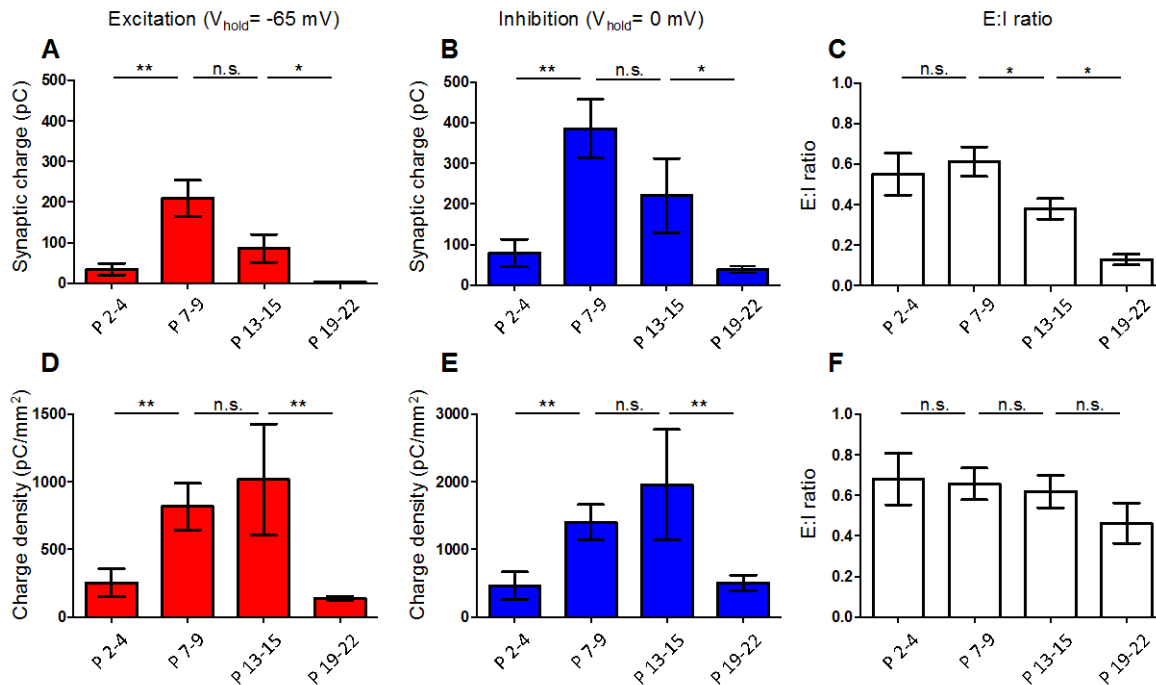 Excitation (Vhold= -65 mV)
Inhibition (Vhold= 0 mV)
E:I ratio
A
** n.s. *
Synaptic charge (pC)
500
400
300
200
100
0
P 2-4
P 7-9
P 13-15
P 19-22
B
** n.s. *
Synaptic charge (pC)
500
400
300
200
100
0
P 2-4
P 7-9
P 13-15
P 19-22
C
n.s. * *
E:I ratio
1.0
0.8
0.6
0.4
0.2
0.0
P 2-4
P 7-9
P 13-15
P 19-22
D
** n.s. **
Charge density (pC/mm²)
1500
1000
500
0
P 2-4
P 7-9
P 13-15
P 19-22
E
** n.s. **
Charge density (pC/mm²)
3000
2000
1000
0
P 2-4
P 7-9
P 13-15
P 19-22
F
n.s. n.s. n.s.
E:I ratio
1.0
0.8
0.6
0.4
0.2
0.0
P 2-4
P 7-9
P 13-15
P 19-22